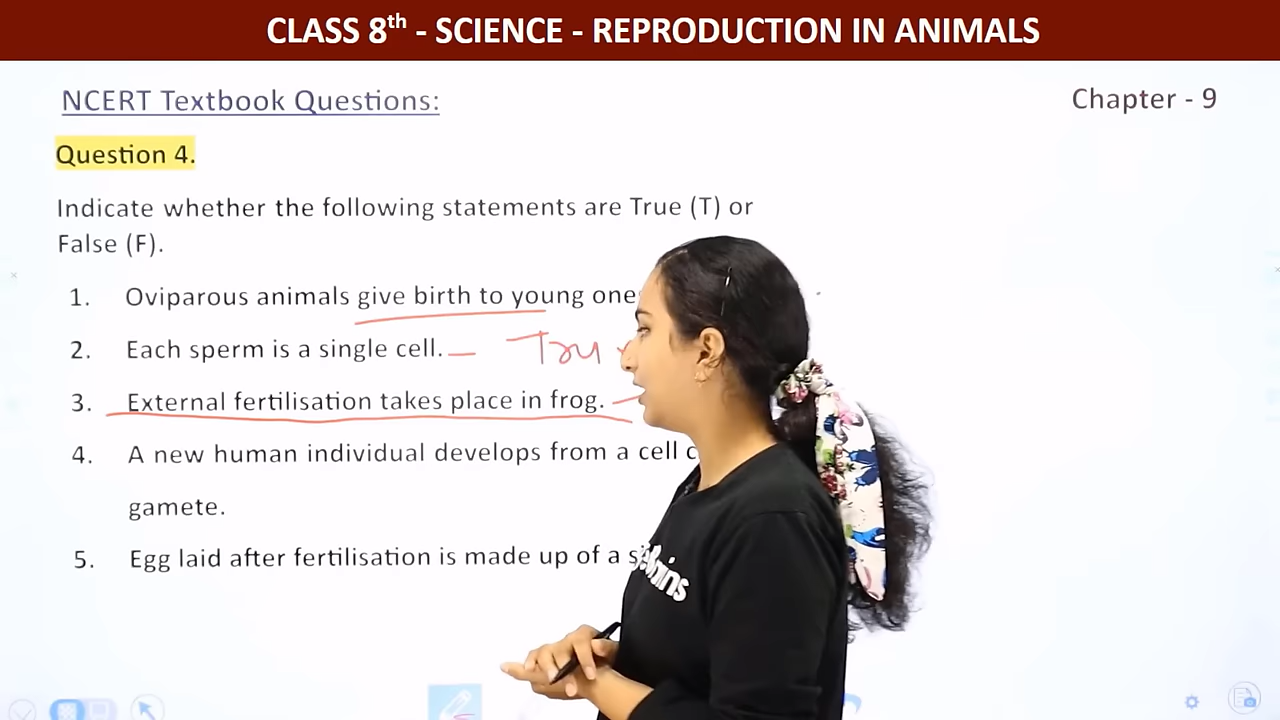 CLASS 8th - SCIENCE - REPRODUCTION IN ANIMALS
NCERT Textbook Questions:
Chapter - 9
Question 4.
Indicate whether the following statements are True (T) or
False (F).
1. Oviparous animals give birth to young one
2. Each sperm is a single cell. — Tru
3. External fertilisation takes place in frog.
4. A new human individual develops from a cell c
gamete.
5. Egg laid after fertilisation is made up of a s